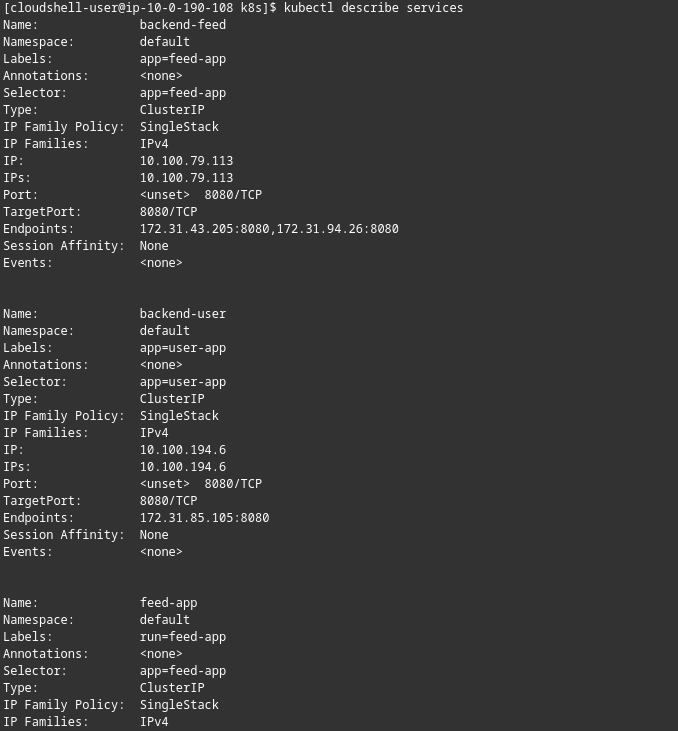 [cloudshell-user@ip-10-0-190-108 k8s]$ kubectl describe services
Name:              backend-feed
Namespace:         default
Labels:            app=feed-app
Annotations:       <none>
Selector:          app=feed-app
Type:              ClusterIP
IP Family Policy:  SingleStack
IP Families:       IPv4
IP:                10.100.79.113
IPs:               10.100.79.113
Port:              <unset>  8080/TCP
TargetPort:        8080/TCP
Endpoints:         172.31.43.205:8080,172.31.94.26:8080
Session Affinity:  None
Events:            <none>
Name:              backend-user
Namespace:         default
Labels:            app=user-app
Annotations:       <none>
Selector:          app=user-app
Type:              ClusterIP
IP Family Policy:  SingleStack
IP Families:       IPv4
IP:                10.100.194.6
IPs:               10.100.194.6
Port:              <unset>  8080/TCP
TargetPort:        8080/TCP
Endpoints:         172.31.85.105:8080
Session Affinity:  None
Events:            <none>
Name:              feed-app
Namespace:         default
Labels:            run=feed-app
Annotations:       <none>
Selector:          app=feed-app
Type:              ClusterIP
IP Family Policy:  SingleStack
IP Families:       IPv4